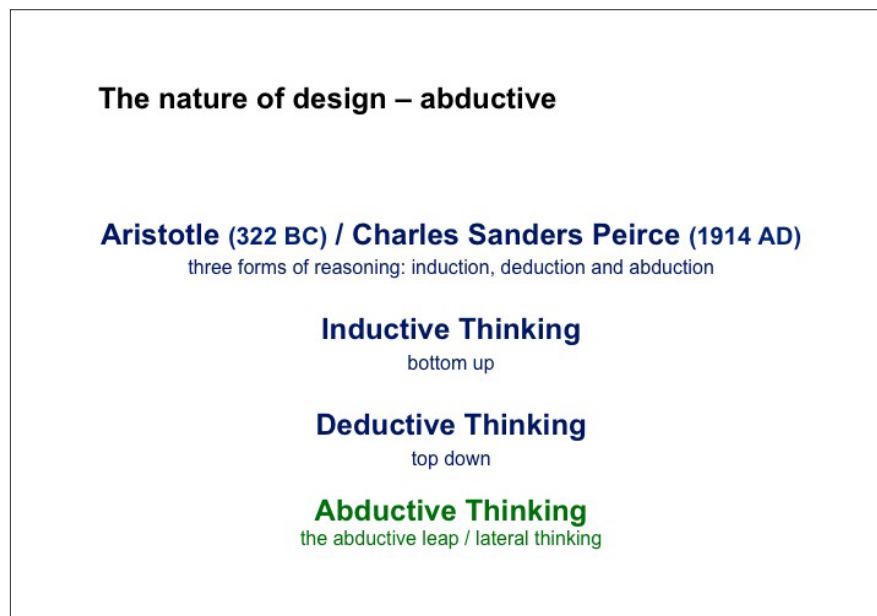 The nature of design – abductive
Aristotle (322 BC) / Charles Sanders Peirce (1914 AD)
three forms of reasoning: induction, deduction and abduction
Inductive Thinking
bottom up
Deductive Thinking
top down
Abductive Thinking
the abductive leap / lateral thinking